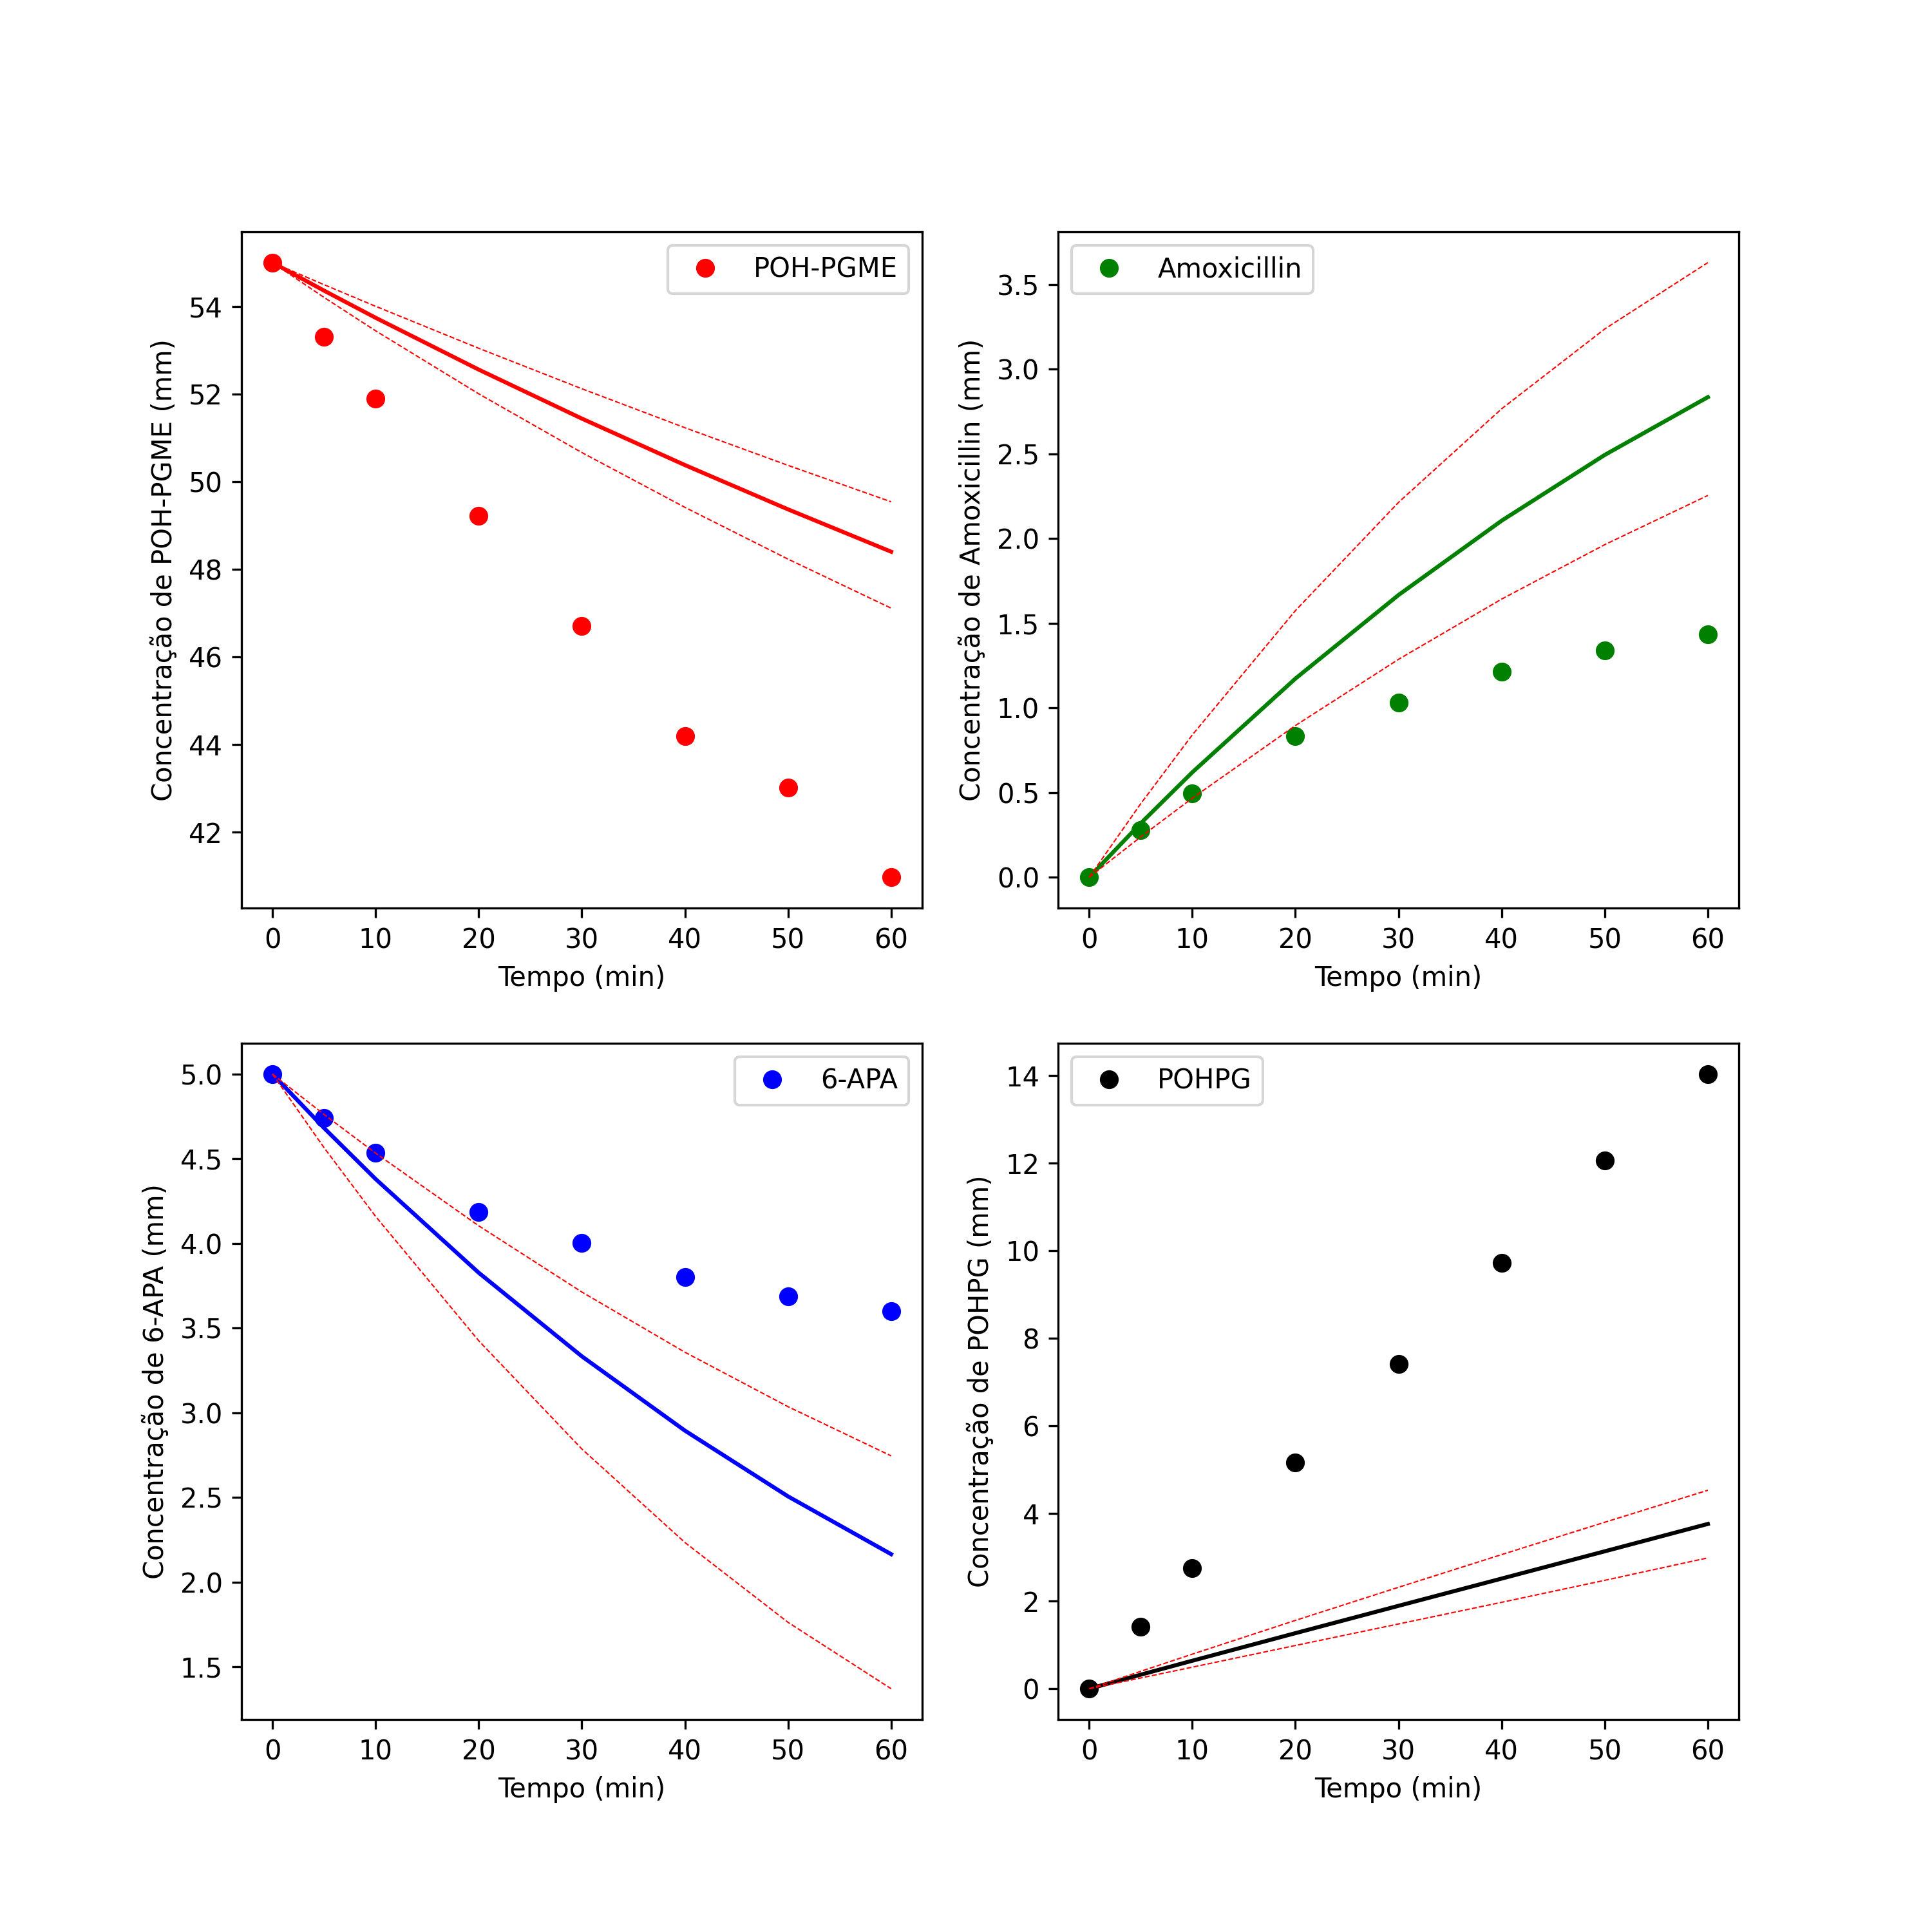 POH-PGME
Concentração de POH-PGME (mm)
54
52
50
48
46
44
42
0 10 20 30 40 50 60
Tempo (min)
Amoxicillin
Concentração de Amoxicillin (mm)
3.5
3.0
2.5
2.0
1.5
1.0
0.5
0.0
0 10 20 30 40 50 60
Tempo (min)
6-APA
Concentração de 6-APA (mm)
5.0
4.5
4.0
3.5
3.0
2.5
2.0
1.5
0 10 20 30 40 50 60
Tempo (min)
POHPG
Concentração de POHPG (mm)
14
12
10
8
6
4
2
0
0 10 20 30 40 50 60
Tempo (min)